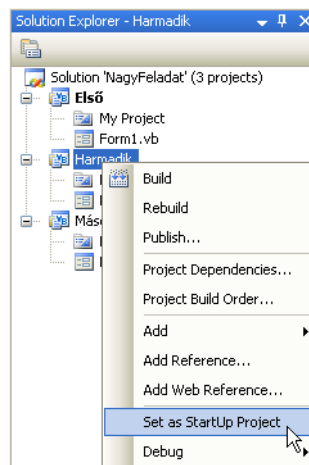 Solution Explorer - Harmadik
Solution 'NagyFeladat' (3 projects)
Első
My Project
Form1.vb
Harmadik
Build
Rebuild
Publish...
Project Dependencies...
Project Build Order...
Add
Add Reference...
Add Web Reference...
Set as StartUp Project
Debug